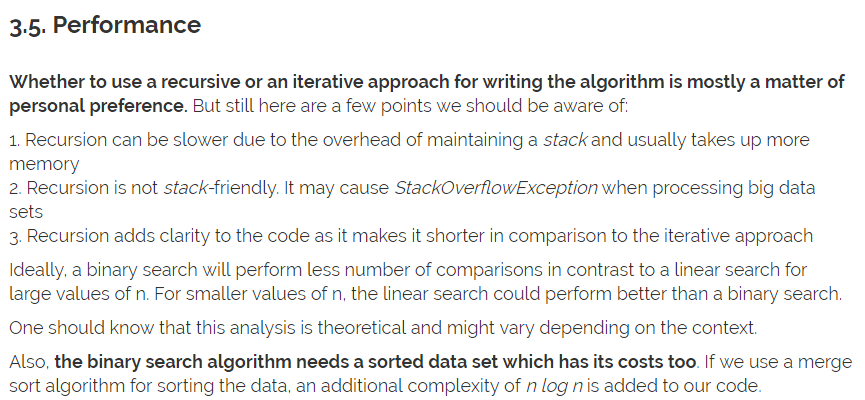 3.5. Performance
Whether to use a recursive or an iterative approach for writing the algorithm is mostly a matter of
personal preference. But still here are a few points we should be aware of:
1. Recursion can be slower due to the overhead of maintaining a stack and usually takes up more
memory
2. Recursion is not stack-friendly. It may cause StackOverflowException when processing big data
sets
3. Recursion adds clarity to the code as it makes it shorter in comparison to the iterative approach
Ideally, a binary search will perform less number of comparisons in contrast to a linear search for
large values of n. For smaller values of n, the linear search could perform better than a binary search.
One should know that this analysis is theoretical and might vary depending on the context.
Also, the binary search algorithm needs a sorted data set which has its costs too. If we use a merge
sort algorithm for sorting the data, an additional complexity of n log n is added to our code.